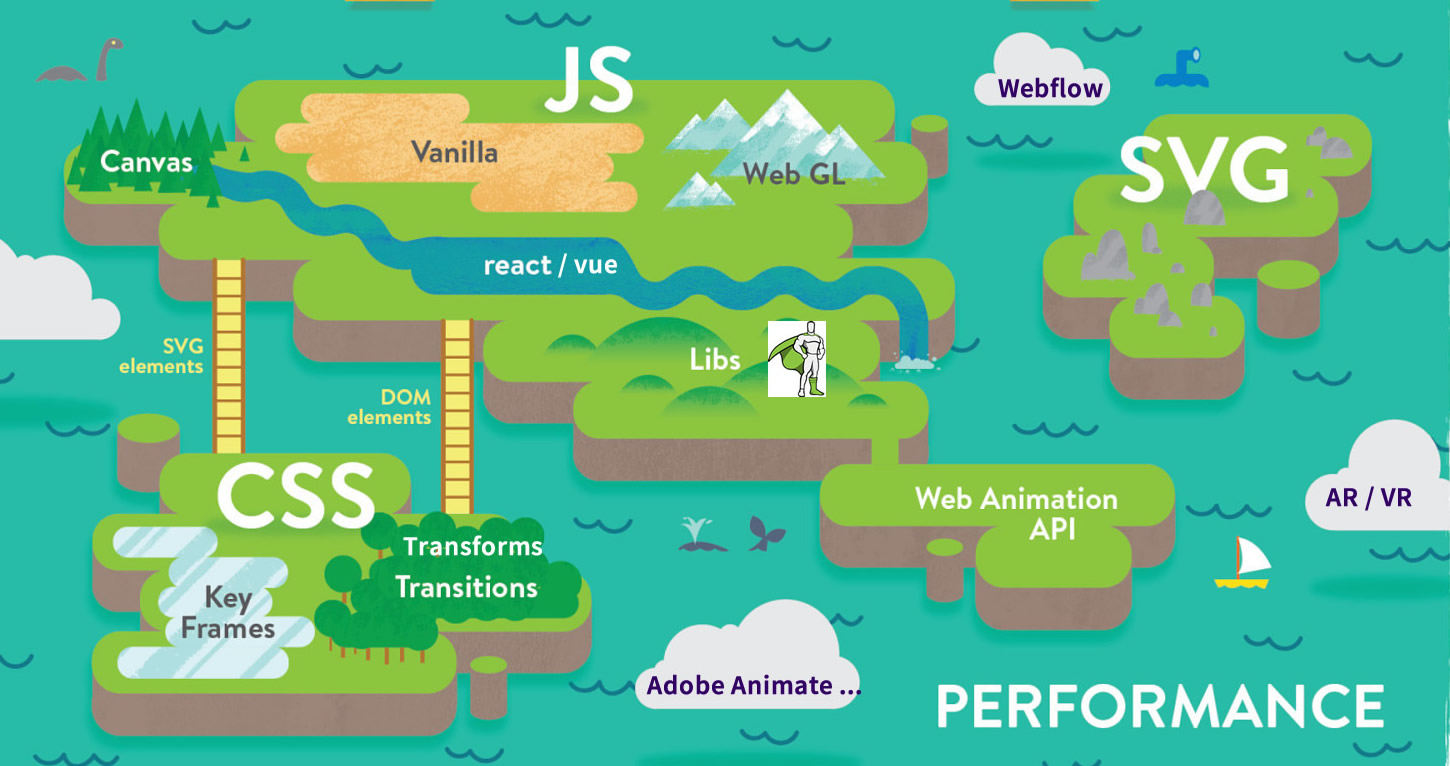 JS
Webflow
Canvas
Vanilla
Web GL
SVG
react / vue
SVG
elements
Libs
DOM
elements
CSS
Web Animation
API
AR / VR
Transforms
Transitions
Key
Frames
Adobe Animate ...
PERFORMANCE